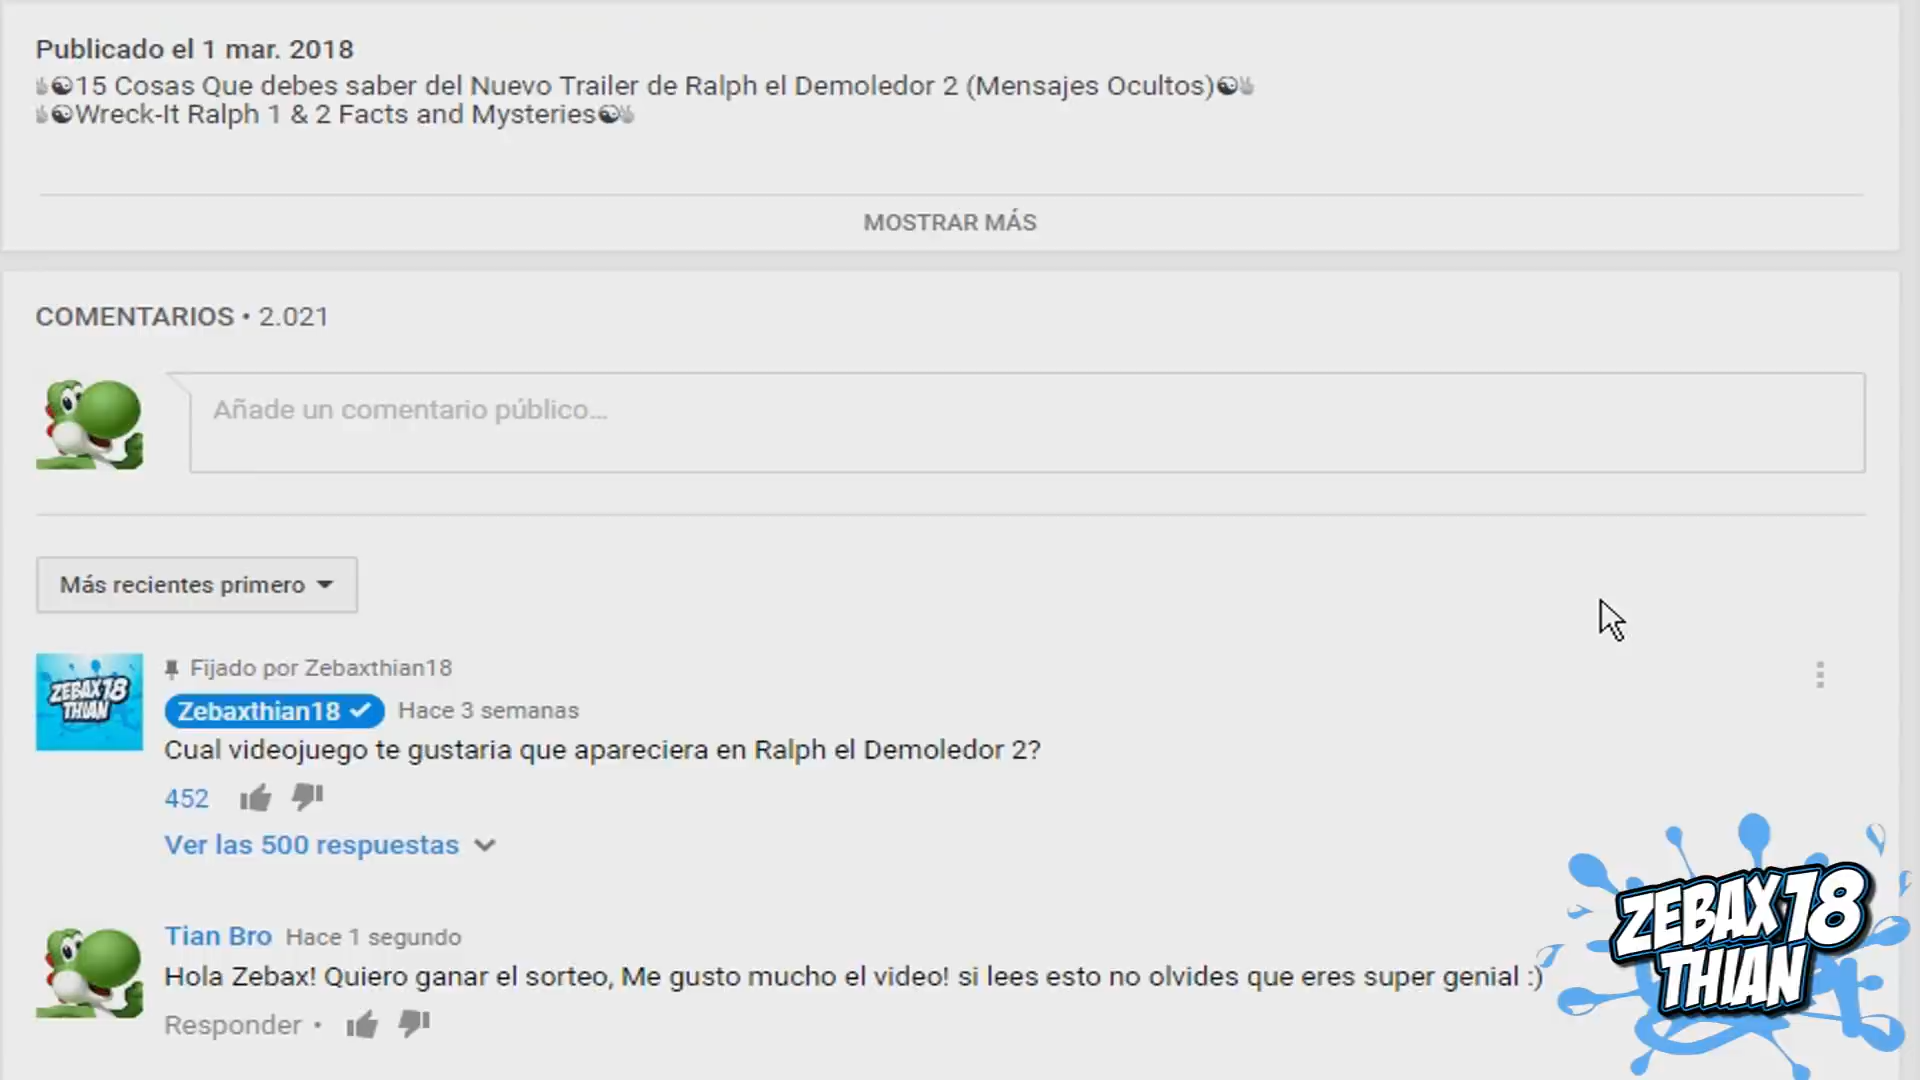 Publicado el 1 mar. 2018
✌☯15 Cosas Que debes saber del Nuevo Trailer de Ralph el Demoledor 2 (Mensajes Ocultos)☯✌
✌☯Wreck-It Ralph 1 & 2 Facts and Mysteries☯✌
MOSTRAR MÁS
COMENTARIOS • 2.021
Añade un comentario público...
Más recientes primero
Fijado por Zebaxthian18
Zebaxthian18 ✓ Hace 3 semanas
Cual videojuego te gustaria que apareciera en Ralph el Demoledor 2?
452
Ver las 500 respuestas
ZEBAX18
THIAN
Tian Bro Hace 1 segundo
Hola Zebax! Quiero ganar el sorteo, Me gusto mucho el video! si lees esto no olvides que eres super genial :)
Responder •
ZEBAX18
THIAN